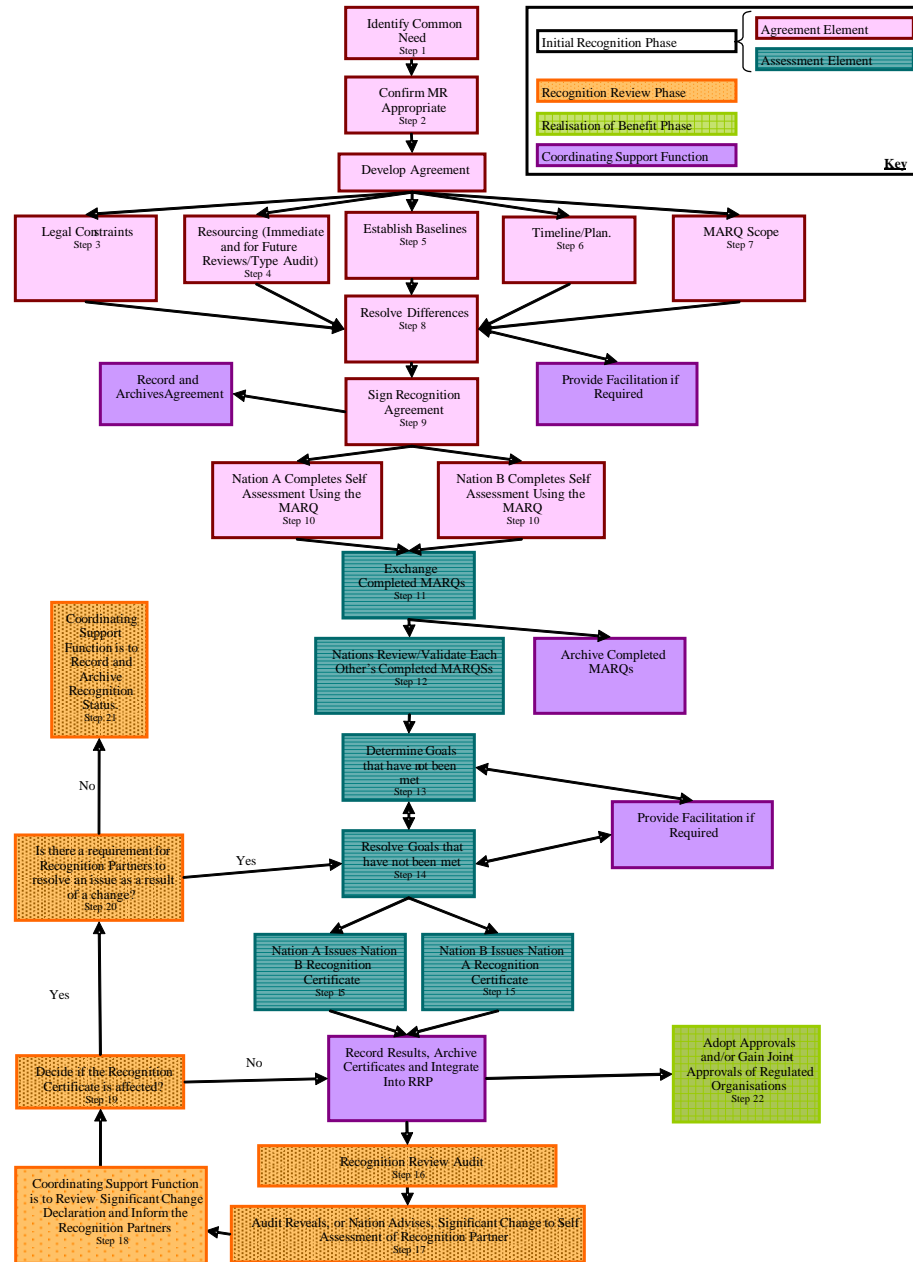 Identify Common
Need
Step 1
Initial Recognition Phase
Agreement Element
Assessment Element
Recognition Review Phase
Realisation of Benefit Phase
Coordinating Support Function
Key
Confirm MR
Appropriate
Step 2
Develop Agreement
Legal Constraints
Step 3
Resourcing (Immediate
and for Future
Reviews/Type Audit)
Step 4
Establish Baselines
Step 5
Timeline/Plan.
Step 6
MARQ Scope
Step 7
Resolve Differences
Step 8
Record and
ArchivesAgreement
Sign Recognition
Agreement
Step 9
Provide Facilitation if
Required
Nation A Completes Self
Assessment Using the
MARQ
Step 10
Nation B Completes Self
Assessment Using the
MARQ
Step 10
Exchange
Completed MARQs
Step 11
Coordinating
Support
Function is to
Record and
Archive
Recognition
Status.
Step 21
Nations Review/Validate Each
Other's Completed MARQSs
Step 12
Archive Completed
MARQs
Determine Goals
that have not been
met
Step 13
No
Provide Facilitation if
Required
Is there a requirement for
Recognition Partners to
resolve an issue as a result
of a change?
Step 20
Yes
Resolve Goals that
have not been met
Step 14
Nation A Issues Nation
B Recognition
Certificate
Step 15
Nation B Issues Nation
A Recognition
Certificate
Step 15
Yes
Decide if the Recognition
Certificate is affected?
Step 19
No
Record Results, Archive
Certificates and Integrate
Into RRP
Adopt Approvals
and/or Gain Joint
Approvals of Regulated
Organisations
Step 22
Recognition Review Audit
Step 16
Coordinating Support Function
is to Review Significant Change
Declaration and Inform the
Recognition Partners
Step 18
Audit Reveals, or Nation Advises, Significant Change to Self
Assessment of Recognition Partner
Step 17